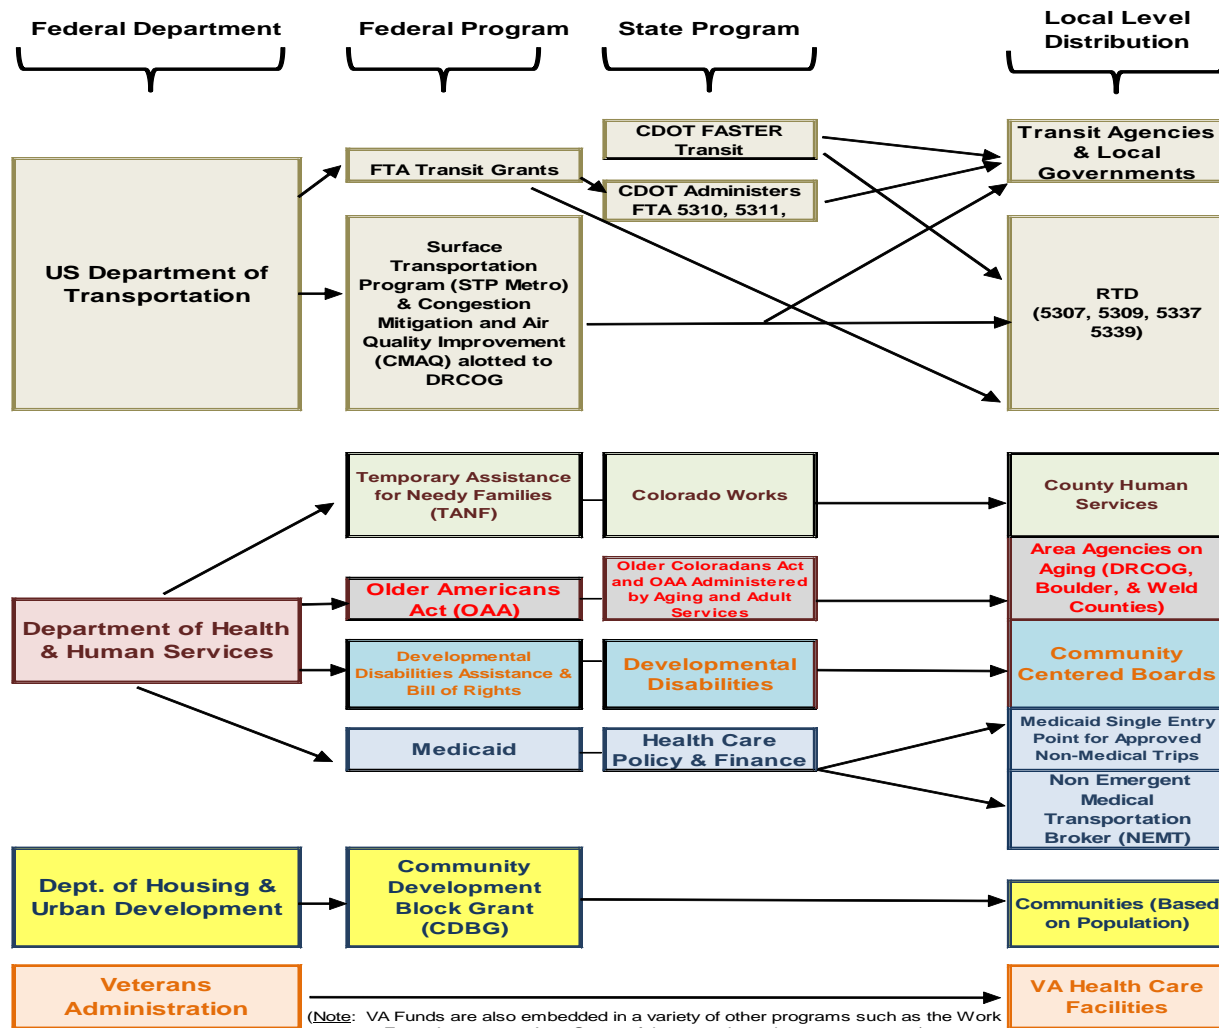 Federal Department
Federal Program
State Program
Local Level
Distribution
CDOT FASTER
Transit
Transit Agencies
& Local
Governments
FTA Transit Grants
CDOT Administers
FTA 5310, 5311,
US Department of
Transportation
Surface
Transportation
Program (STP Metro)
& Congestion
Mitigation and Air
Quality Improvement
(CMAQ) alotted to
DRCOG
RTD
(5307, 5309, 5337
5339)
Temporary Assistance
for Needy Families
(TANF)
Colorado Works
County Human
Services
Department of Health
& Human Services
Older Americans
Act (OAA)
Older Coloradans Act
and OAA Administered
by Aging and Adult
Services
Area Agencies on
Aging (DRCOG,
Boulder, & Weld
Counties)
Developmental
Disabilities Assistance &
Bill of Rights
Developmental
Disabilities
Community
Centered Boards
Medicaid
Health Care
Policy & Finance
Medicaid Single Entry
Point for Approved
Non-Medical Trips
Non Emergent
Medical
Transportation
Broker (NEMT)
Dept. of Housing &
Urban Development
Community
Development
Block Grant
(CDBG)
Communities (Based
on Population)
Veterans
Administration
VA Health Care
Facilities
(Note: VA Funds are also embedded in a variety of other programs such as the Work